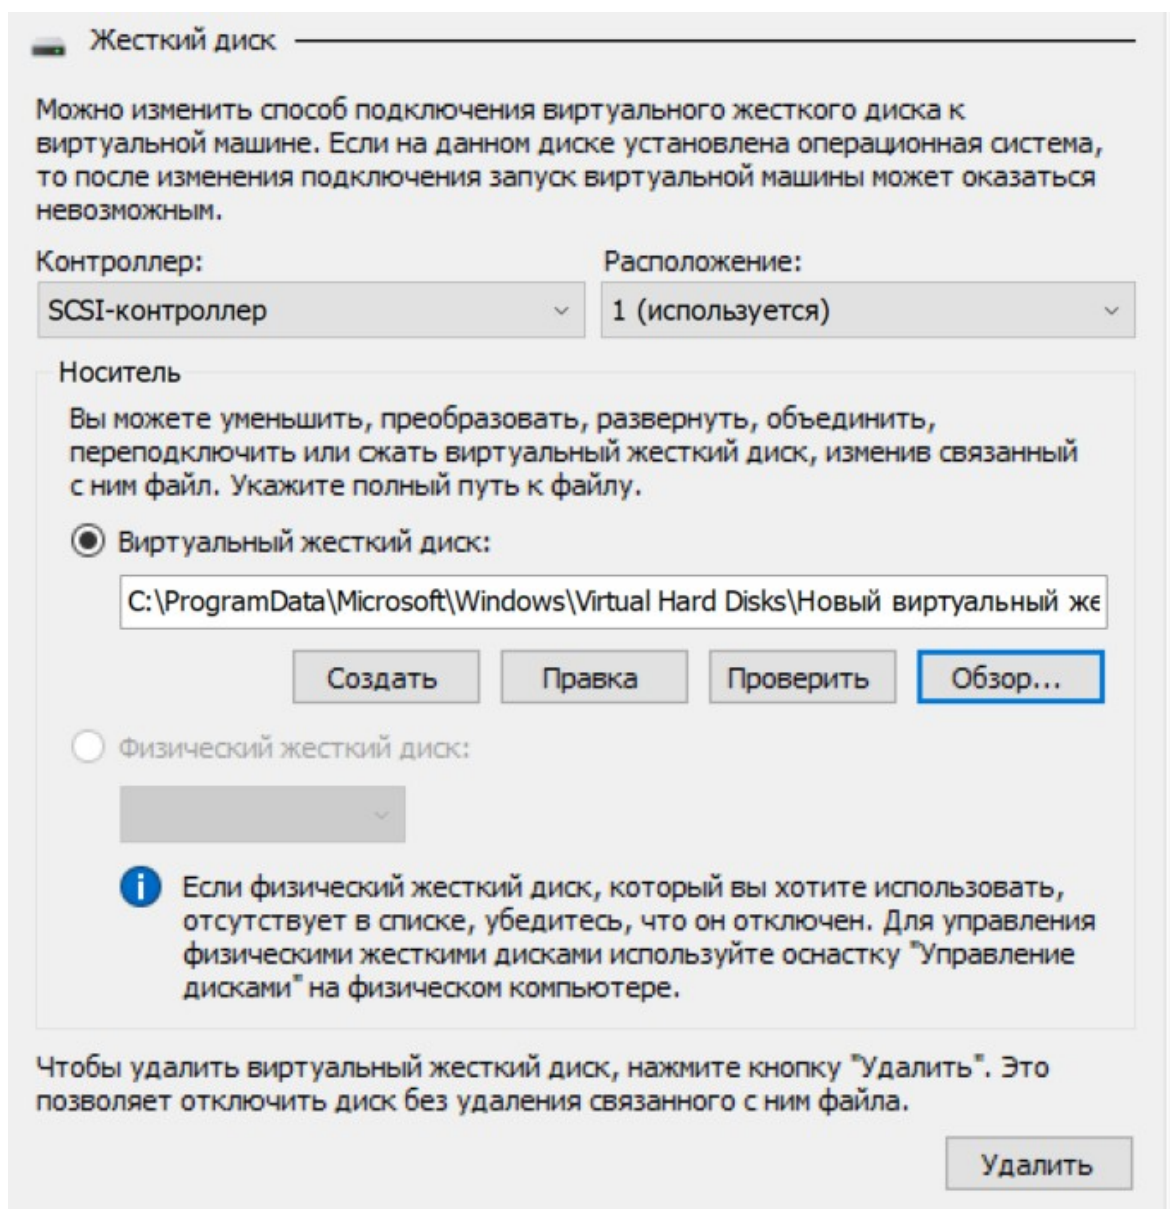 Жесткий диск
Можно изменить способ подключения виртуального жесткого диска к
виртуальной машине. Если на данном диске установлена операционная система,
то после изменения подключения запуск виртуальной машины может оказаться
невозможным.
Контроллер:
Расположение:
SCSI-контроллер
1 (используется)
Носитель
Вы можете уменьшить, преобразовать, развернуть, объединить,
переподключить или сжать виртуальный жесткий диск, изменив связанный
с ним файл. Укажите полный путь к файлу.
Виртуальный жесткий диск:
C:\ProgramData\Microsoft\Windows\Virtual Hard Disks\Новый виртуальный же
Создать
Правка
Проверить
Обзор...
Физический жесткий диск:
Если физический жесткий диск, который вы хотите использовать,
отсутствует в списке, убедитесь, что он отключен. Для управления
физическими жесткими дисками используйте оснастку "Управление
дисками" на физическом компьютере.
Чтобы удалить виртуальный жесткий диск, нажмите кнопку "Удалить". Это
позволяет отключить диск без удаления связанного с ним файла.
Удалить